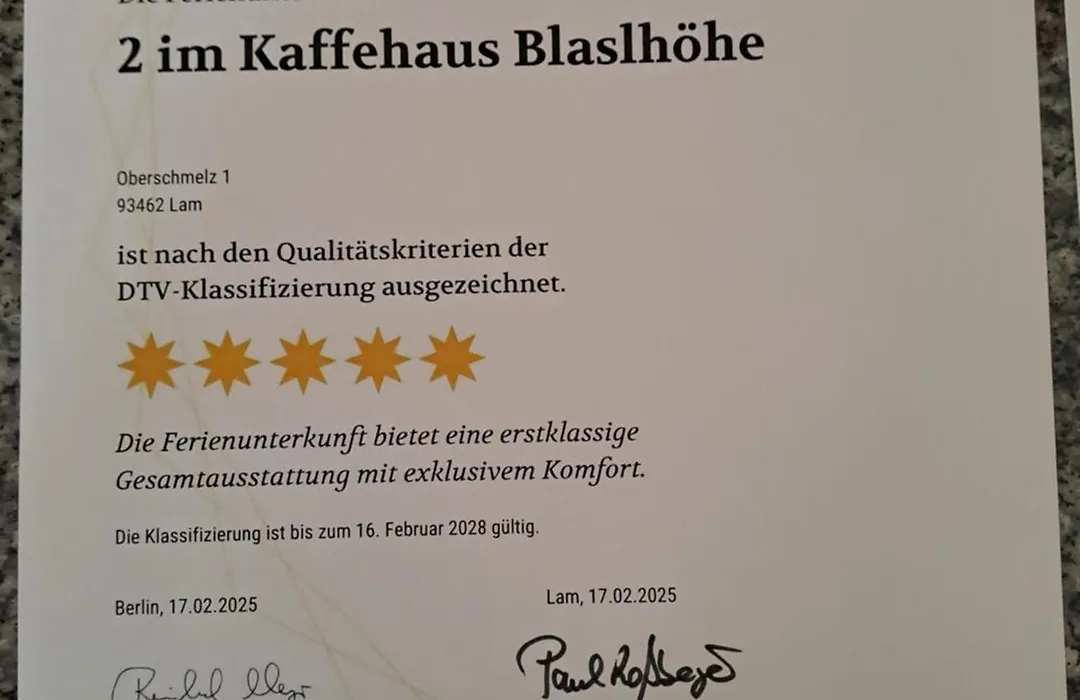 2 im Kaffehaus Blaslhöhe
Oberschmelz 1
93462 Lam
ist nach den Qualitätskriterien der
DTV-Klassifizierung ausgezeichnet.
Die Ferienunterkunft bietet eine erstklassige
Gesamtausstattung mit exklusivem Komfort.
Die Klassifizierung ist bis zum 16. Februar 2028 gültig.
Berlin, 17.02.2025
Lam, 17.02.2025
Paul